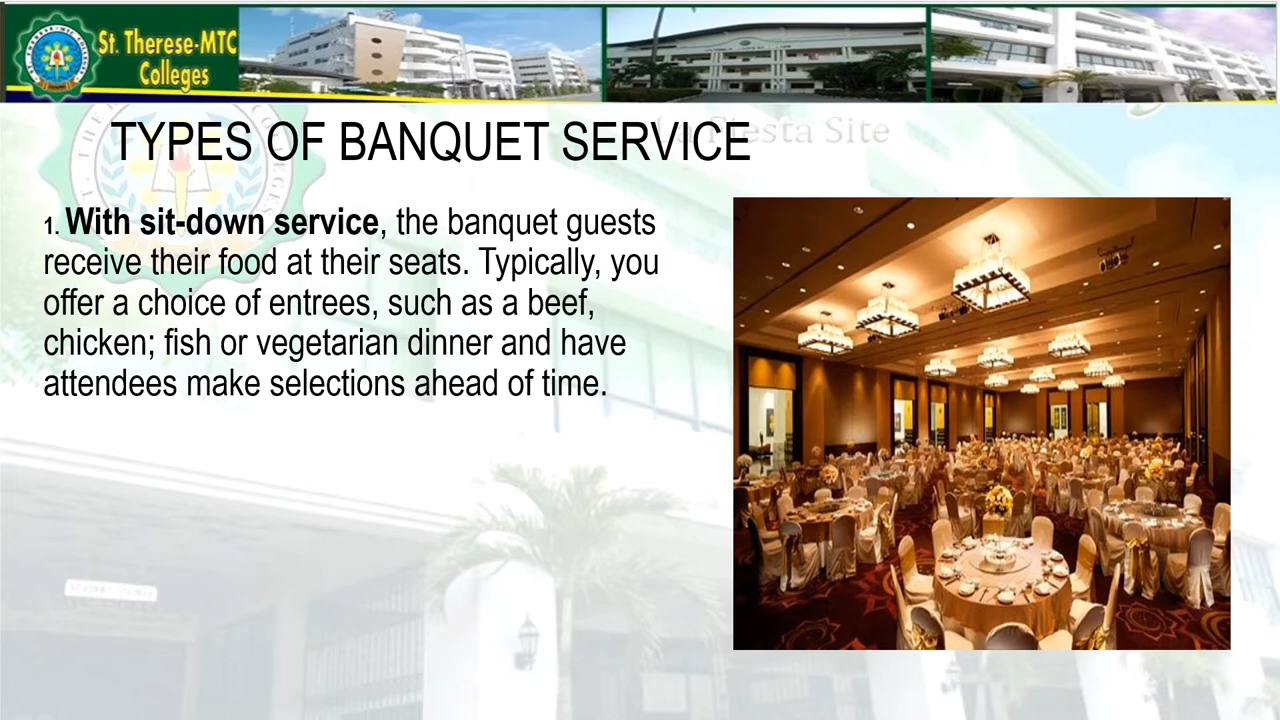 St. Therese-MTC
Colleges
TYPES OF BANQUET SERVICE
Fiesta Site
1. With sit-down service, the banquet guests
receive their food at their seats. Typically, you
offer a choice of entrees, such as a beef,
chicken; fish or vegetarian dinner and have
attendees make selections ahead of time.